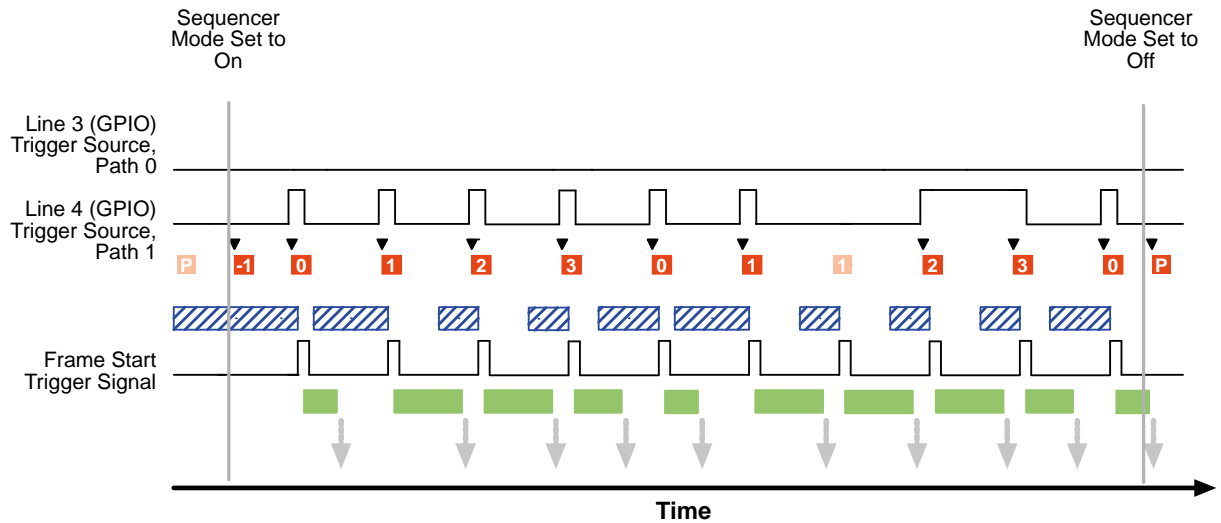 Sequencer
Mode Set to
On
Sequencer
Mode Set to
Off
Line 3 (GPIO)
Trigger Source,
Path 0
Line 4 (GPIO)
Trigger Source,
Path 1
P -1 0 1 2 3 0 1 1 2 3 0 P
Frame Start
Trigger Signal
Time